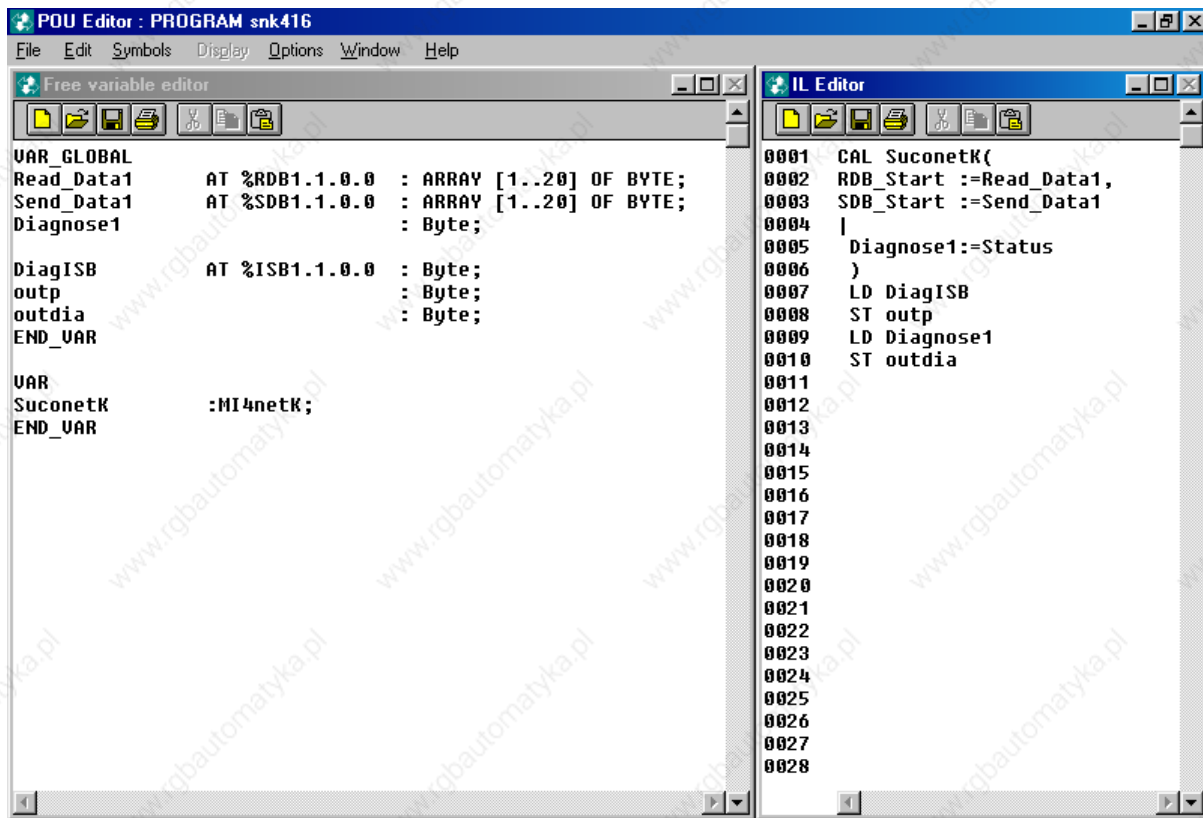 POU Editor : PROGRAM snk416
File Edit Symbols Display Options Window Help
Free variable editor
VAR_GLOBAL
Read_Data1 AT %RDB1.1.0.0 : ARRAY [1..20] OF BYTE;
Send_Data1 AT %SDB1.1.0.0 : ARRAY [1..20] OF BYTE;
Diagnose1 : Byte;
DiagISB AT %ISB1.1.0.0 : Byte;
outp : Byte;
outdia : Byte;
END_VAR
VAR
SuconetK :MI4netK;
END_VAR
IL Editor
0001 CAL SuconetK(
0002 RDB_Start :=Read_Data1,
0003 SDB_Start :=Send_Data1
0004 |
0005 Diagnose1:=Status
0006 )
0007 LD DiagISB
0008 ST outp
0009 LD Diagnose1
0010 ST outdia
0011
0012
0013
0014
0015
0016
0017
0018
0019
0020
0021
0022
0023
0024
0025
0026
0027
0028
www.rgbautomatyka.pl